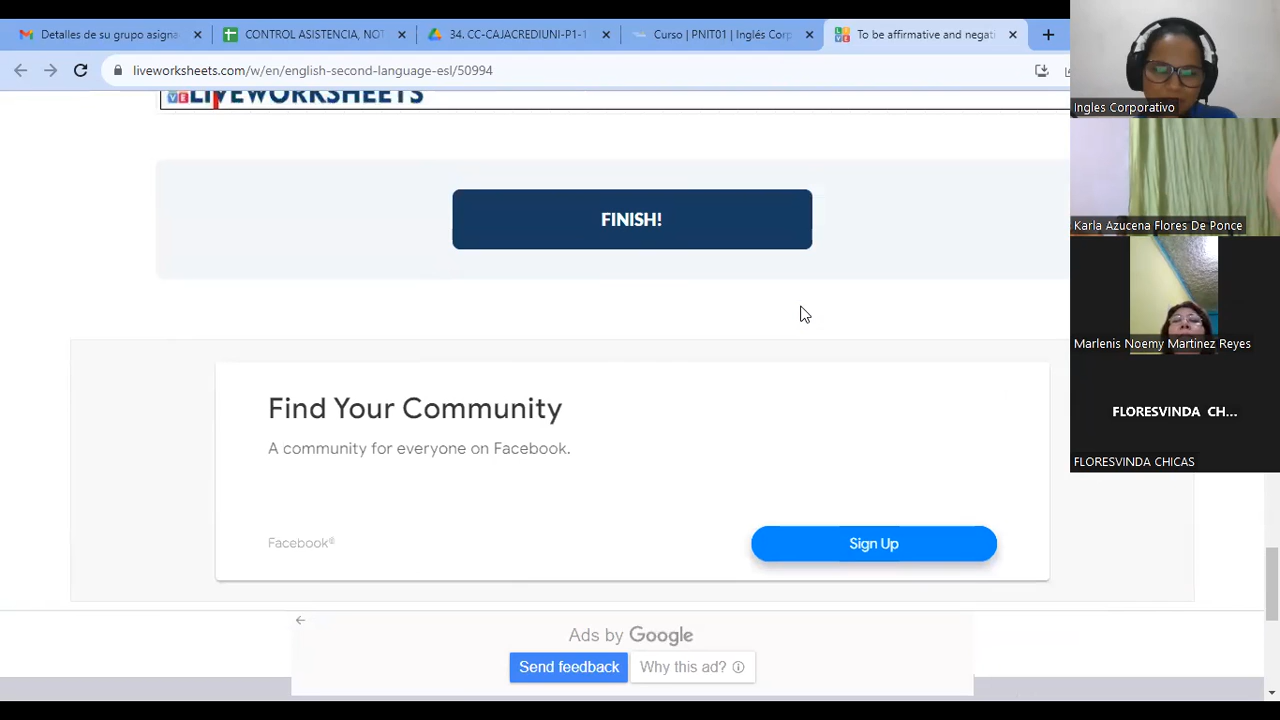 Detalles de su grupo asigna
CONTROL ASISTENCIA, NOT
4. CC-CAJACREDIUNI-P1-1
Curso | PNIT01 | Inglés Corp
To be affirmative and negati
liveworksheets.com/w/en/english-second-language-esl/50994
LIVEWORKSHEETS
FINISH!
Find Your Community
A community for everyone on Facebook.
Facebook®
Sign Up
Ads by Google
Send feedback
Why this ad?
Ingles Corporativo
Karla Azucena Flores De Ponce
Marlenis Noemy Martinez Reyes
FLORESVINDA CH...
FLORESVINDA CHICAS